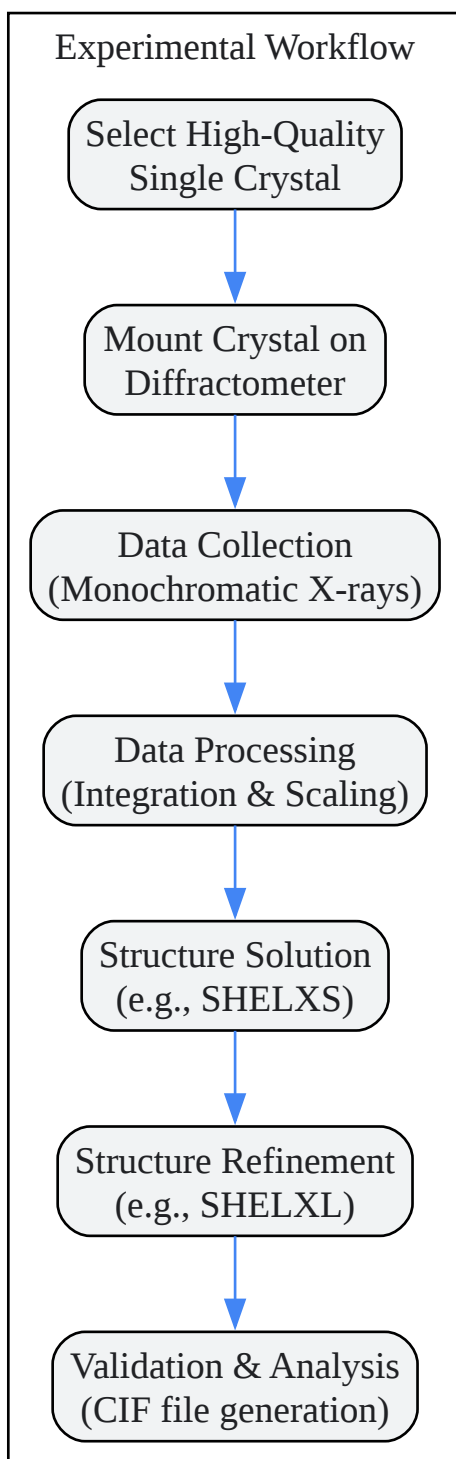 Experimental Workflow
Select High-Quality
Single Crystal
Mount Crystal on
Diffractometer
Data Collection
(Monochromatic X-rays)
Data Processing
(Integration & Scaling)
Structure Solution
(e.g., SHELXS)
Structure Refinement
(e.g., SHELXL)
Validation & Analysis
(CIF file generation)